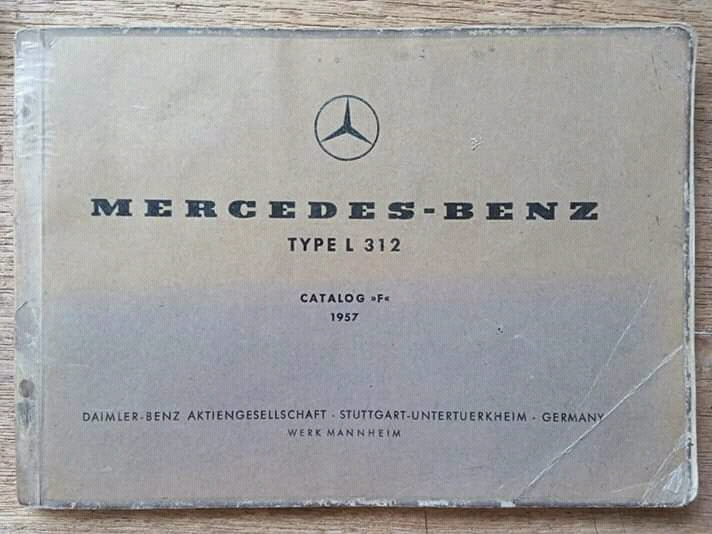 MERCEDES-BENZ
TYPE L 312
CATALOG »F«
1957
DAIMLER-BENZ AKTIENGESELLSCHAFT · STUTTGART-UNTERTUERKHEIM · GERMANY
WERK MANNHEIM